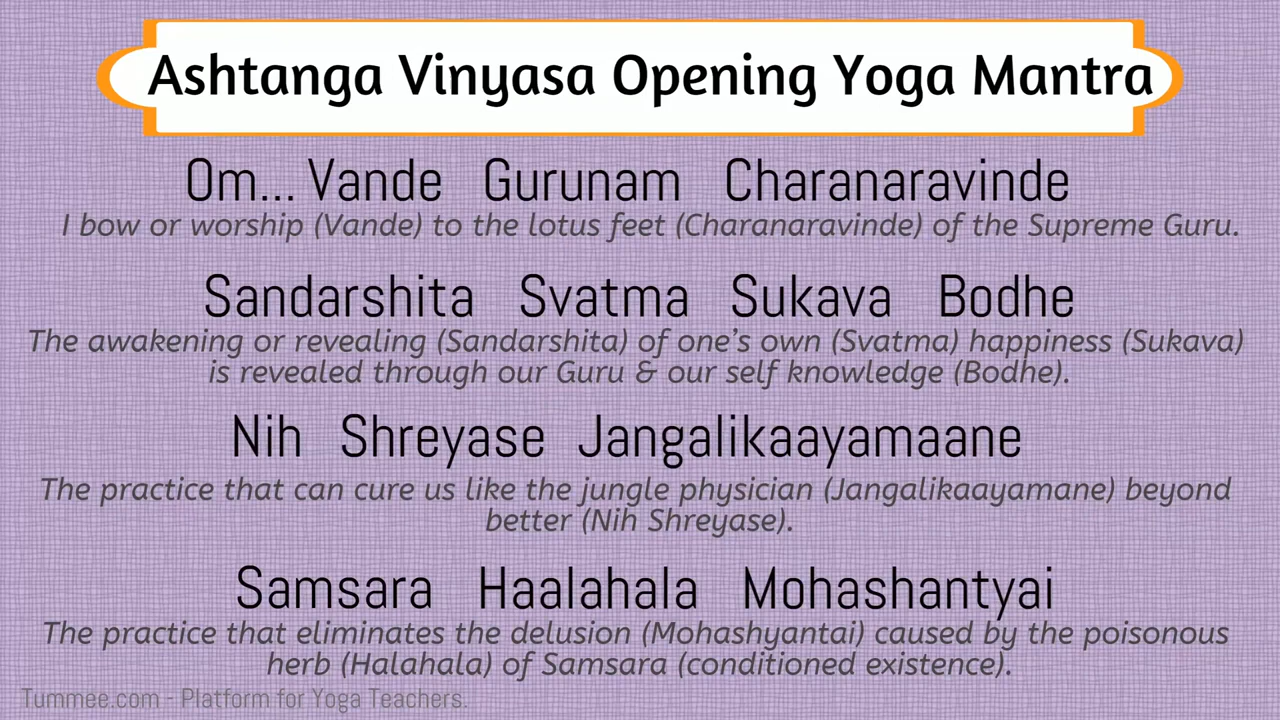 Ashtanga Vinyasa Opening Yoga Mantra
Om... Vande Gurunam Charanaravinde
I bow or worship (Vande) to the lotus feet (Charanaravinde) of the Supreme Guru.
Sandarshita Svatma Sukava Bodhe
The awakening or revealing (Sandarshita) of one's own (Svatma) happiness (Sukava)
is revealed through our Guru & our self knowledge (Bodhe).
Nih Shreyase Jangalikaayamaane
The practice that can cure us like the jungle physician (Jangalikaayamane) beyond
better (Nih Shreyase).
Samsara Haalahala Mohashantyai
The practice that eliminates the delusion (Mohashyantai) caused by the poisonous
herb (Halahala) of Samsara (conditioned existence).
Tummee.com - Platform for Yoga Teachers.